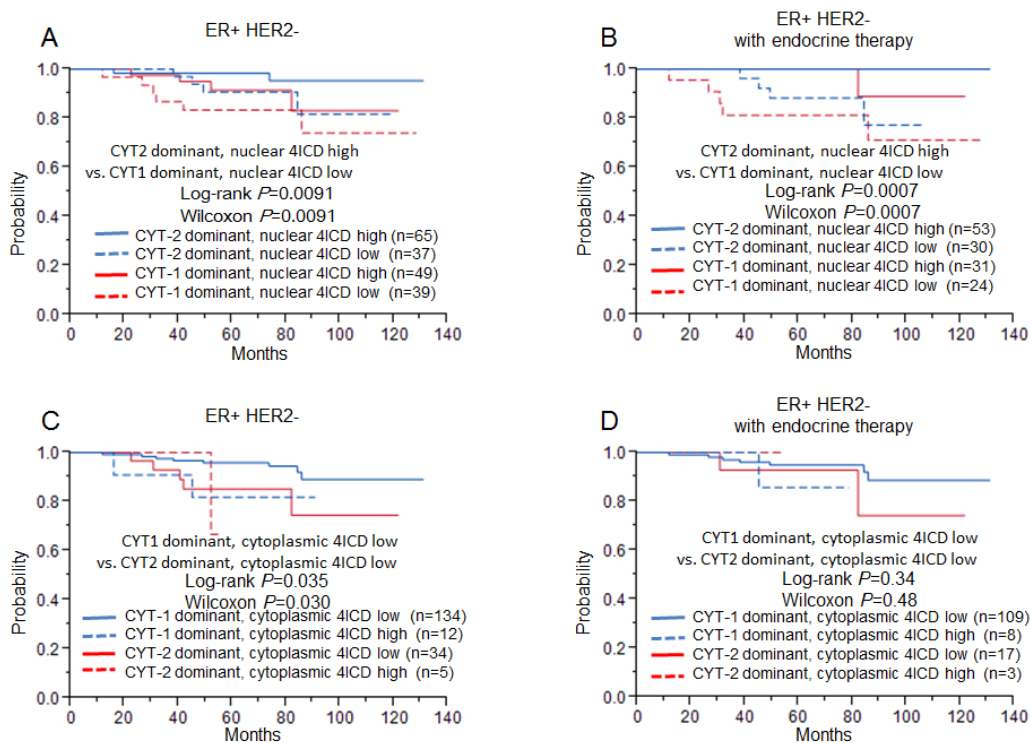 A
ER+ HER2-
Probability
1.0
0.8
0.6
0.4
0.2
0.0
CYT2 dominant, nuclear 4ICD high
vs. CYT1 dominant, nuclear 4ICD low
Log-rank P=0.0091
Wilcoxon P=0.0091
CYT-2 dominant, nuclear 4ICD high (n=65)
CYT-2 dominant, nuclear 4ICD low (n=37)
CYT-1 dominant, nuclear 4ICD high (n=49)
CYT-1 dominant, nuclear 4ICD low (n=39)
0 20 40 60 80 100 120 140
Months
B
ER+ HER2-
with endocrine therapy
Probability
1.0
0.8
0.6
0.4
0.2
0.0
CYT2 dominant, nuclear 4ICD high
vs. CYT1 dominant, nuclear 4ICD low
Log-rank P=0.0007
Wilcoxon P=0.0007
CYT-2 dominant, nuclear 4ICD high (n=53)
CYT-2 dominant, nuclear 4ICD low (n=30)
CYT-1 dominant, nuclear 4ICD high (n=31)
CYT-1 dominant, nuclear 4ICD low (n=24)
0 20 40 60 80 100 120 140
Months
C
ER+ HER2-
Probability
1.0
0.8
0.6
0.4
0.2
0.0
CYT1 dominant, cytoplasmic 4ICD low
vs. CYT2 dominant, cytoplasmic 4ICD low
Log-rank P=0.035
Wilcoxon P=0.030
CYT-1 dominant, cytoplasmic 4ICD low (n=134)
CYT-1 dominant, cytoplasmic 4ICD high (n=12)
CYT-2 dominant, cytoplasmic 4ICD low (n=34)
CYT-2 dominant, cytoplasmic 4ICD high (n=5)
0 20 40 60 80 100 120 140
Months
D
ER+ HER2-
with endocrine therapy
Probability
1.0
0.8
0.6
0.4
0.2
0.0
CYT1 dominant, cytoplasmic 4ICD low
vs. CYT2 dominant, cytoplasmic 4ICD low
Log-rank P=0.34
Wilcoxon P=0.48
CYT-1 dominant, cytoplasmic 4ICD low (n=109)
CYT-1 dominant, cytoplasmic 4ICD high (n=8)
CYT-2 dominant, cytoplasmic 4ICD low (n=17)
CYT-2 dominant, cytoplasmic 4ICD high (n=3)
0 20 40 60 80 100 120 140
Months